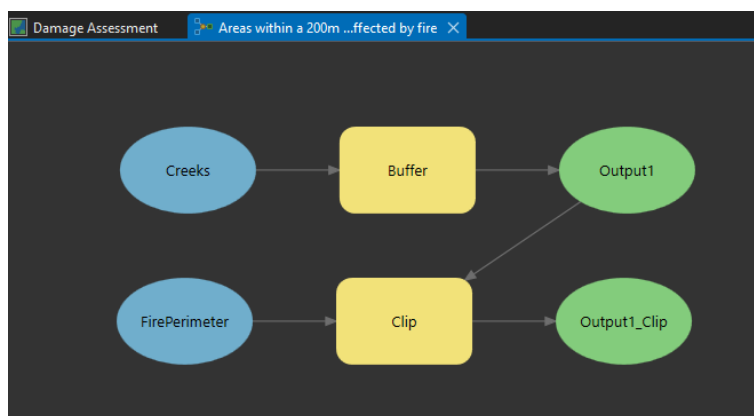 Damage Assessment
Areas within a 200m ...ffected by fire
Creeks
Buffer
Output1
FirePerimeter
Clip
Output1_Clip